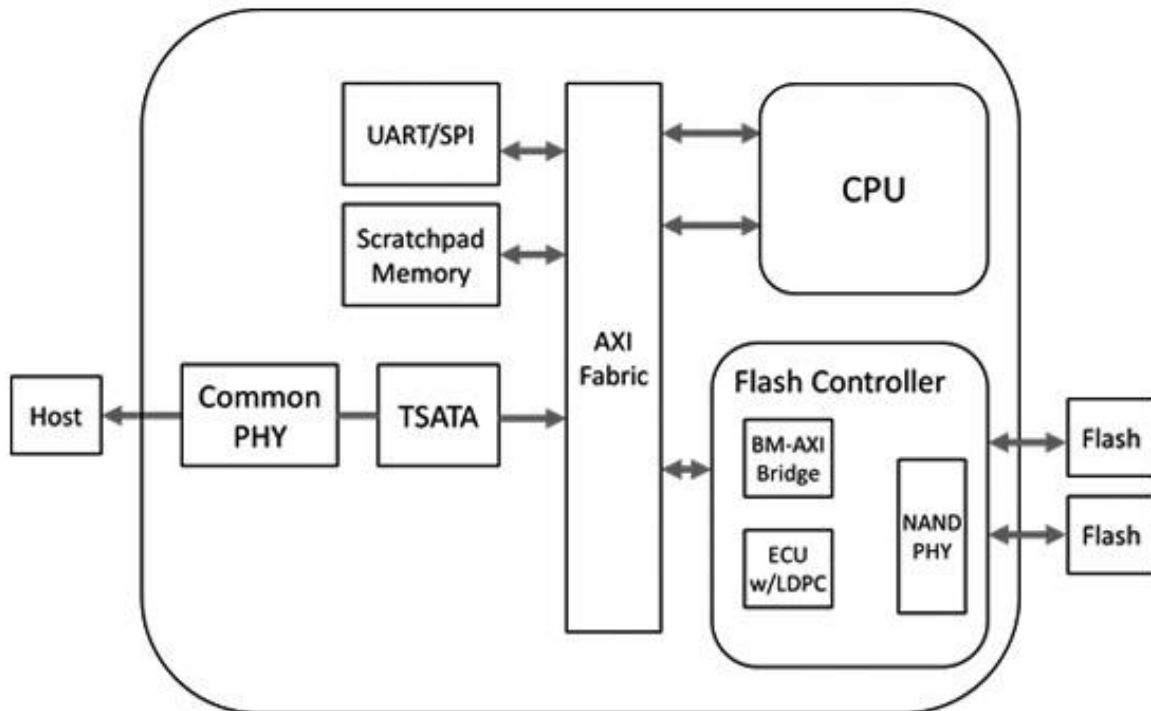 UART/SPI
Scratchpad
Memory
Host
Common
PHY
TSATA
AXI
Fabric
CPU
Flash Controller
BM-AXI
Bridge
ECU
w/LDPC
NAND
PHY
Flash
Flash